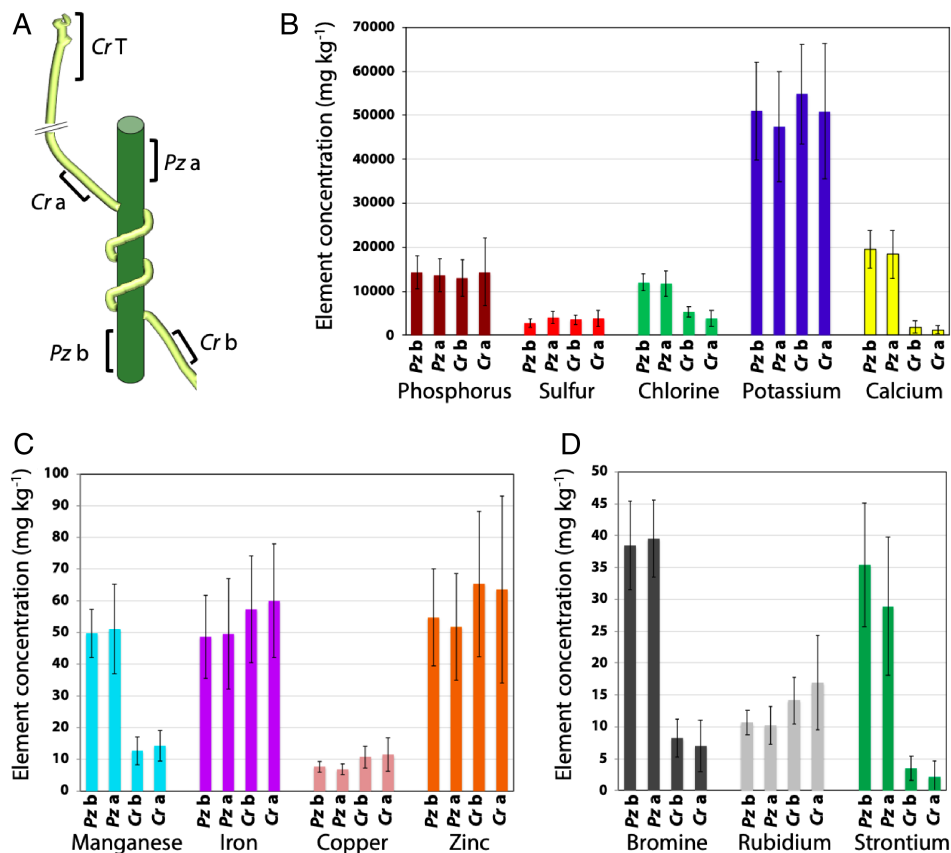 A
Cr T
Pz a
Cr a
Pz b
Cr b
B
Element concentration (mg kg⁻¹)
80000
70000
60000
50000
40000
30000
20000
10000
0
Pz b
Pz a
Cr b
Cr a
Pz b
Pz a
Cr b
Cr a
Pz b
Pz a
Cr b
Cr a
Pz b
Pz a
Cr b
Cr a
Pz b
Pz a
Cr b
Cr a
Phosphorus Sulfur Chlorine Potassium Calcium
C
Element concentration (mg kg⁻¹)
100
90
80
70
60
50
40
30
20
10
0
Pz b
Pz a
Cr b
Cr a
Pz b
Pz a
Cr b
Cr a
Pz b
Pz a
Cr b
Cr a
Pz b
Pz a
Cr b
Cr a
Manganese Iron Copper Zinc
D
Element concentration (mg kg⁻¹)
50
45
40
35
30
25
20
15
10
5
0
Pz b
Pz a
Cr b
Cr a
Pz b
Pz a
Cr b
Cr a
Pz b
Pz a
Cr b
Cr a
Bromine Rubidium Strontium